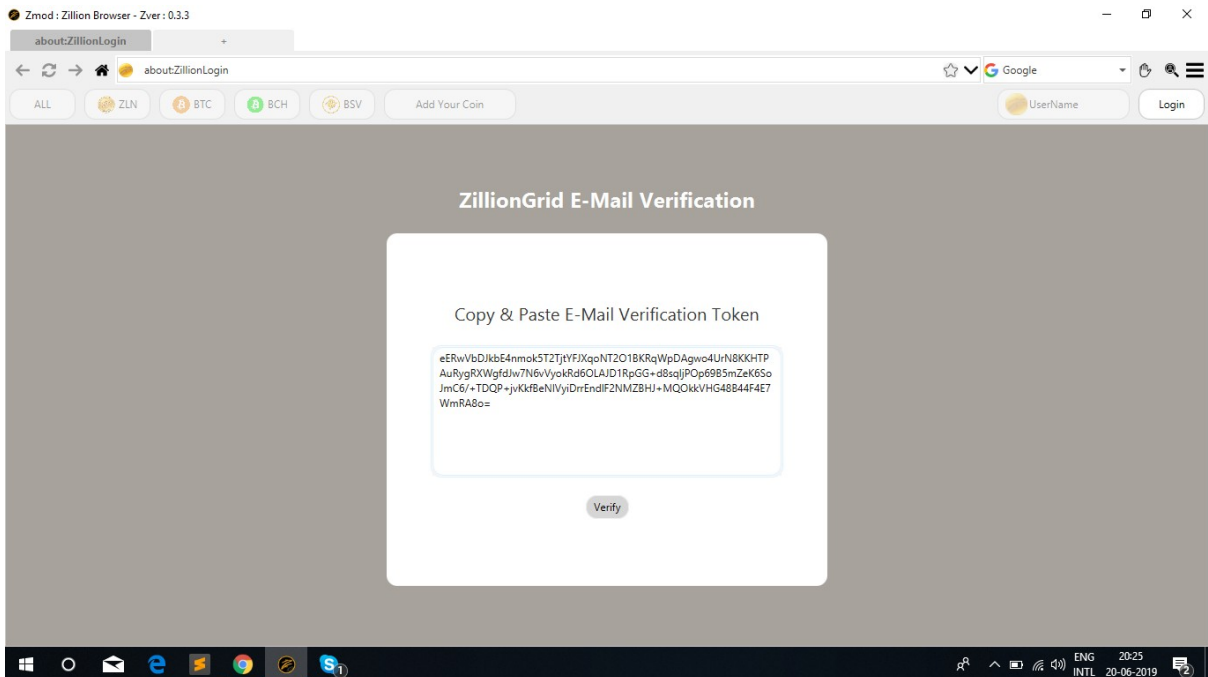 Zmod : Zillion Browser - Zver : 0.3.3
about:ZillionLogin
+
about:ZillionLogin
Google
ALL
ZLN
BTC
BCH
BSV
Add Your Coin
UserName
Login
ZillionGrid E-Mail Verification
Copy & Paste E-Mail Verification Token
eERwVbDJkbE4nmok5T2TjtYFJXqoNT2O1BKRqWpDAgwo4UrN8KKHTP
AuRygRXWgfdJw7N6vVyokRd6OLAJD1RpGG+d8sqIjPOp69B5mZeK6So
JmC6/+TDQP+jvKkfBeNIVyiDrrEndIF2NMZBHJ+MQOkkVHG48B44F4E7
WmRA8o=
Verify
ENG
INTL
20:25
20-06-2019